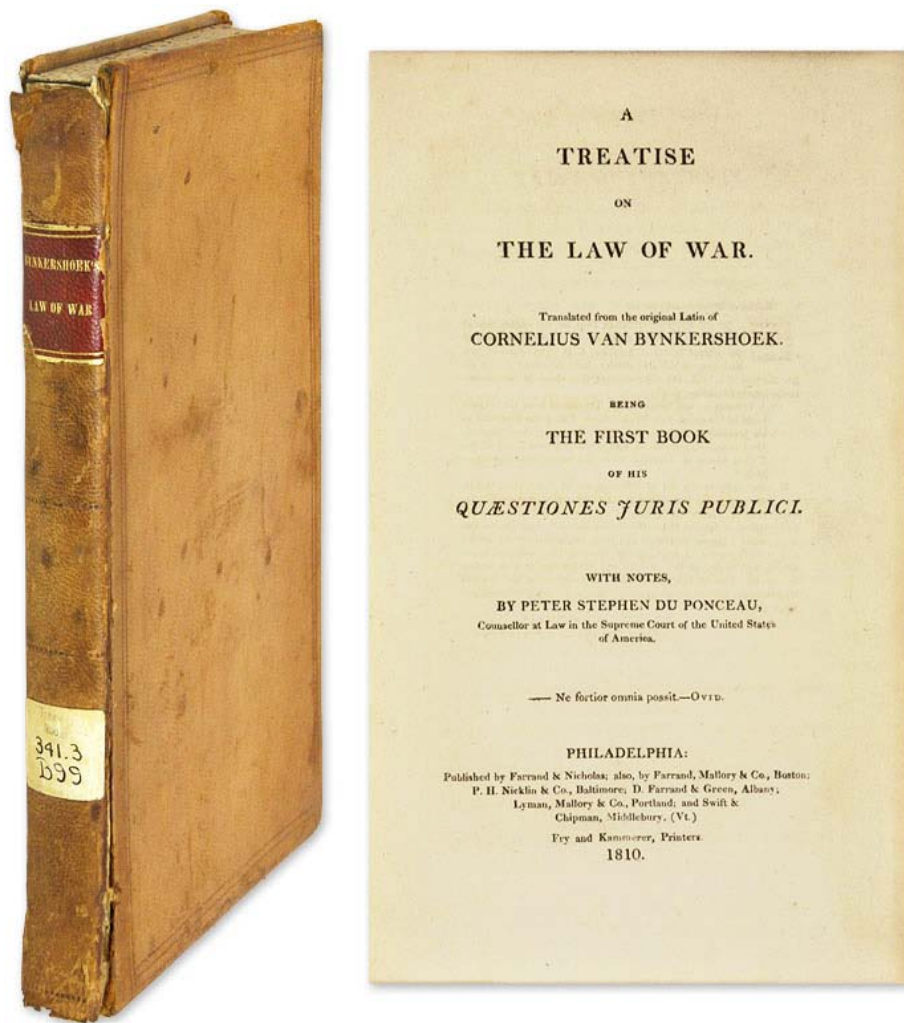 BYNKERSHOEK'S
LAW OF WAR
341.3
B99
A
TREATISE
ON
THE LAW OF WAR.
Translated from the original Latin of
CORNELIUS VAN BYNKERSHOEK.
BEING
THE FIRST BOOK
OF HIS
QUÆSTIONES JURIS PUBLICI.
WITH NOTES,
BY PETER STEPHEN DU PONCEAU,
Counsellor at Law in the Supreme Court of the United States
of America.
—— Ne fortior omnia possit.—OVID.
PHILADELPHIA:
Published by Farrand & Nicholas; also, by Farrand, Mallory & Co., Boston;
P. H. Nicklin & Co., Baltimore; D. Farrand & Green, Albany;
Lyman, Mallory & Co., Portland; and Swift &
Chipman, Middlebury. (Vt.)
Fry and Kammerer, Printers.
1810.